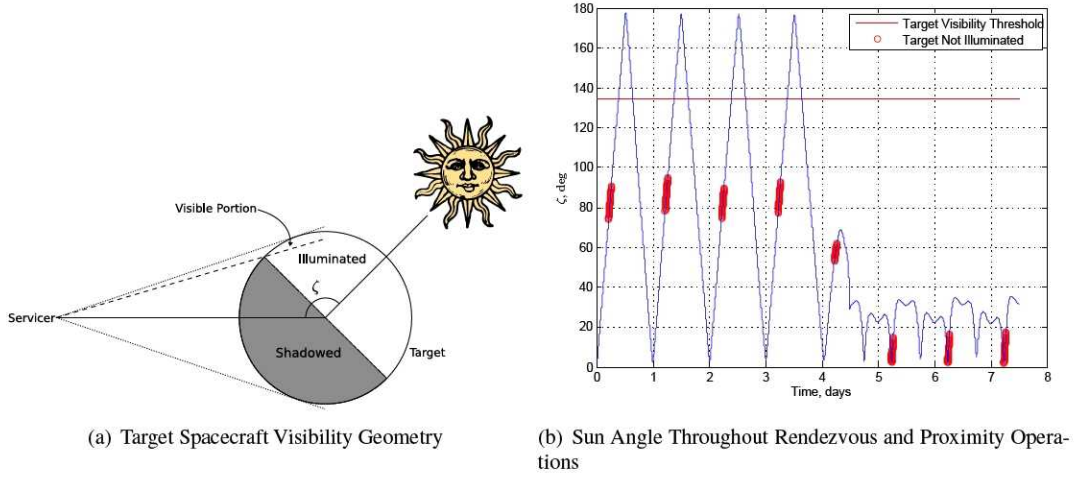 Visible Portion
Illuminated
ζ
Servicer
Shadowed
Target
(a) Target Spacecraft Visibility Geometry
180
160
140
120
100
80
60
40
20
0
ζ, deg
Target Visibility Threshold
Target Not Illuminated
0 1 2 3 4 5 6 7 8
Time, days
(b) Sun Angle Throughout Rendezvous and Proximity Opera-
tions